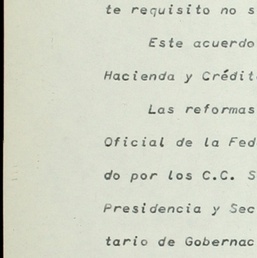 te requisito no s
Este acuerdo
Hacienda y Crédit
Las reformas
Oficial de la Fed
do por los C.C. S
Presidencia y Sec
tario de Gobernac